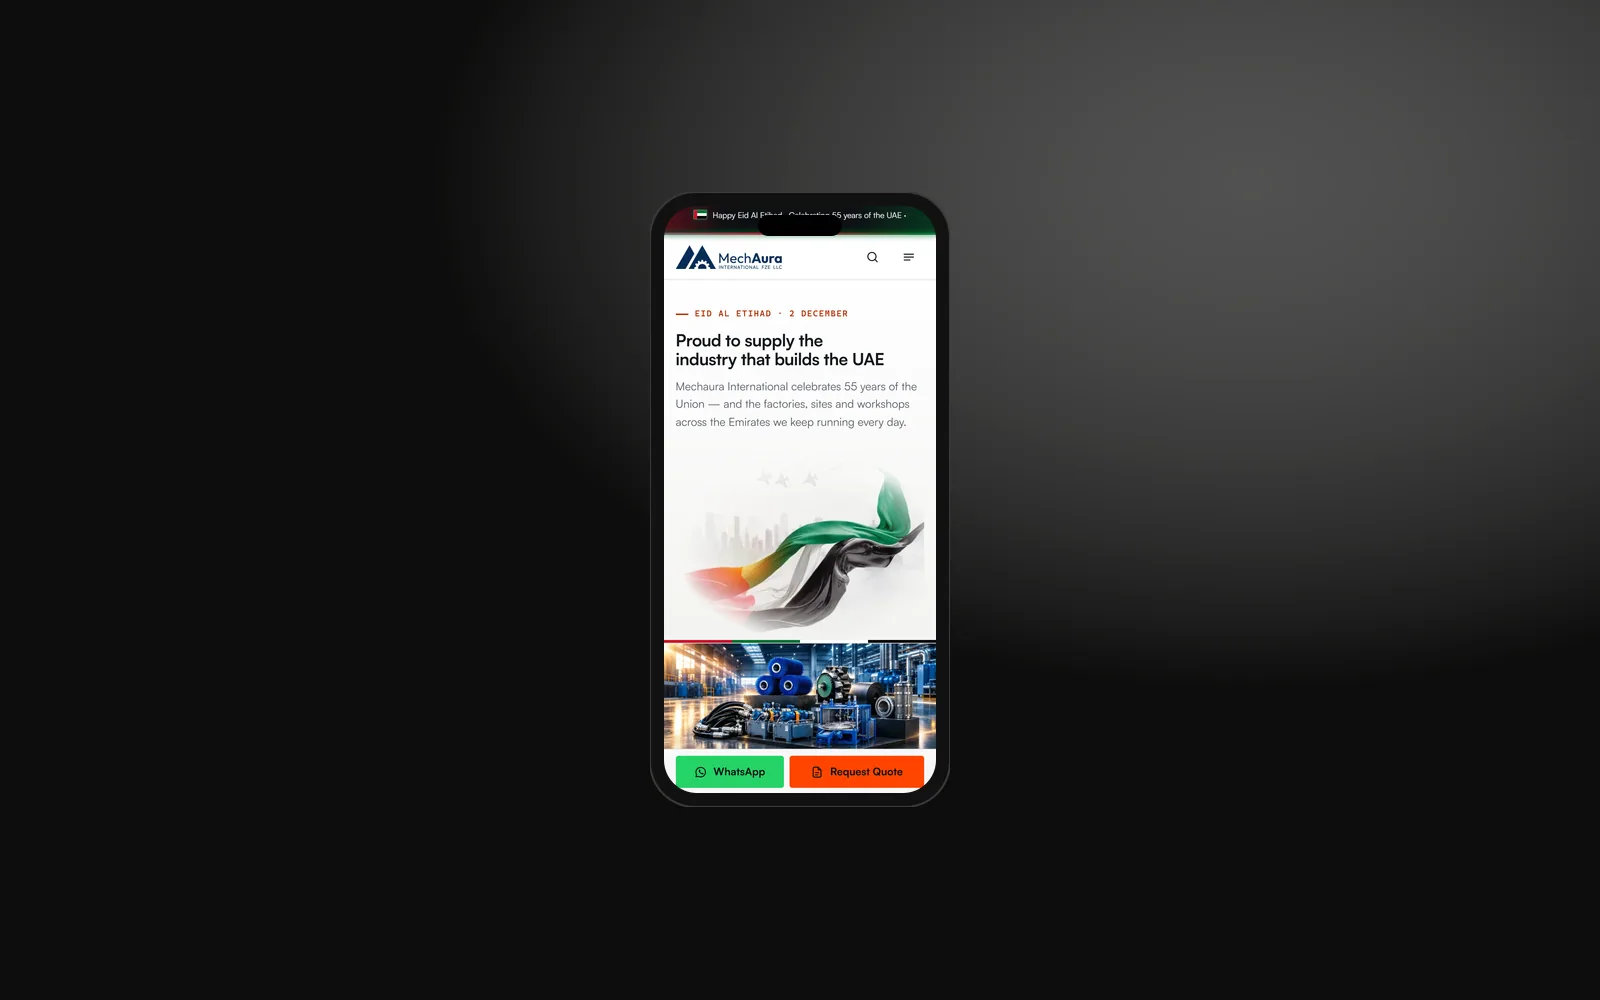 Happy Eid Al Etihad · Celebrating 55 years of the UAE ·
MechAura
INTERNATIONAL FZE LLC
EID AL ETIHAD · 2 DECEMBER
Proud to supply the
industry that builds the UAE
Mechaura International celebrates 55 years of the
Union — and the factories, sites and workshops
across the Emirates we keep running every day.
WhatsApp
Request Quote